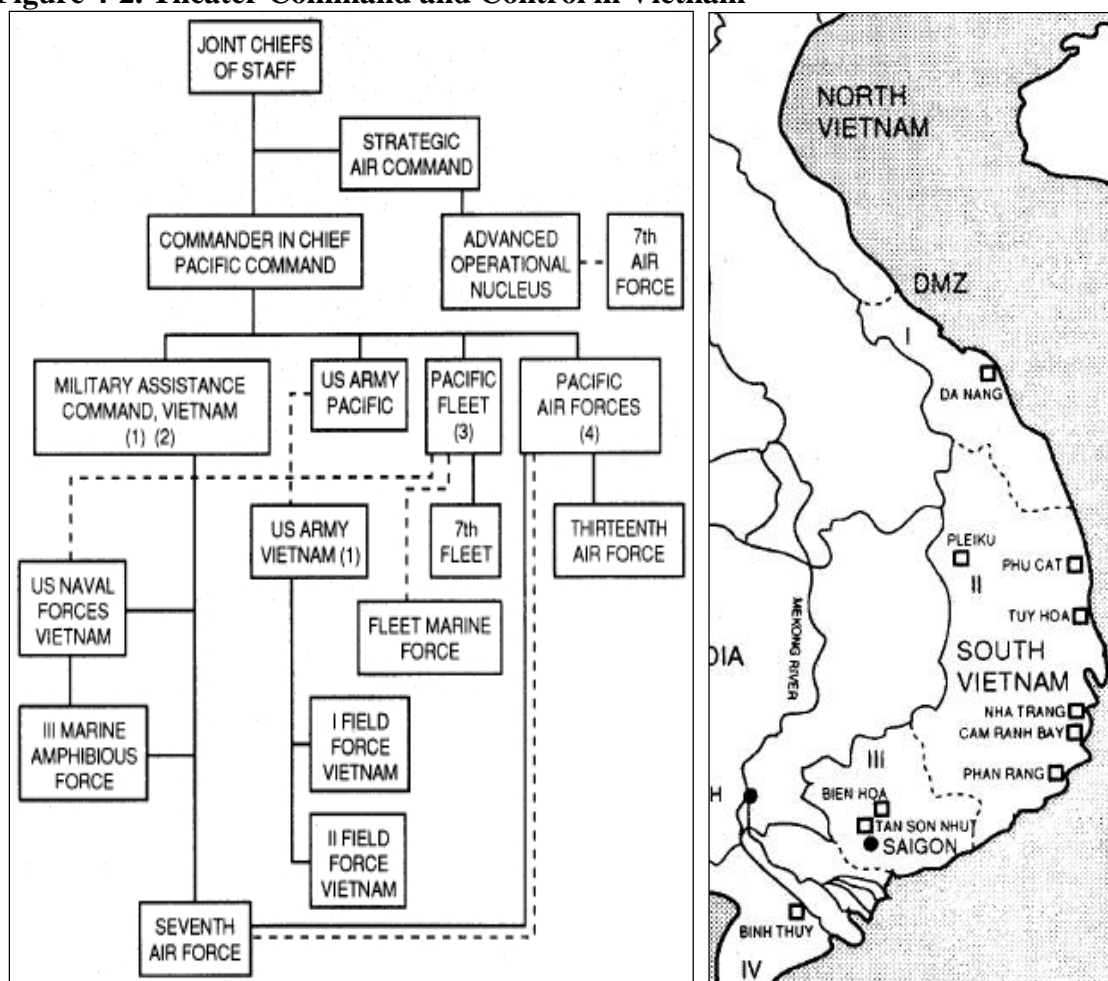 Figure 4-2. Theater Command and Control in Vietnam
JOINT CHIEFS
OF STAFF
STRATEGIC
AIR COMMAND
COMMANDER IN CHIEF
PACIFIC COMMAND
ADVANCED
OPERATIONAL
NUCLEUS
7th
AIR
FORCE
MILITARY ASSISTANCE
COMMAND, VIETNAM
(1) (2)
US ARMY
PACIFIC
PACIFIC
FLEET
(3)
PACIFIC
AIR FORCES
(4)
US ARMY
VIETNAM (1)
7th
FLEET
THIRTEENTH
AIR FORCE
US NAVAL
FORCES
VIETNAM
FLEET MARINE
FORCE
III MARINE
AMPHIBIOUS
FORCE
I FIELD
FORCE
VIETNAM
II FIELD
FORCE
VIETNAM
SEVENTH
AIR FORCE
NORTH
VIETNAM
DMZ
I
DA NANG
PLEIKU
II
PHU CAT
TUY HOA
MEKONG RIVER
DIA
SOUTH
VIETNAM
NHA TRANG
CAM RANH BAY
III
PHAN RANG
H
BIEN HOA
TAN SON NHUT
SAIGON
BINH THUY
IV